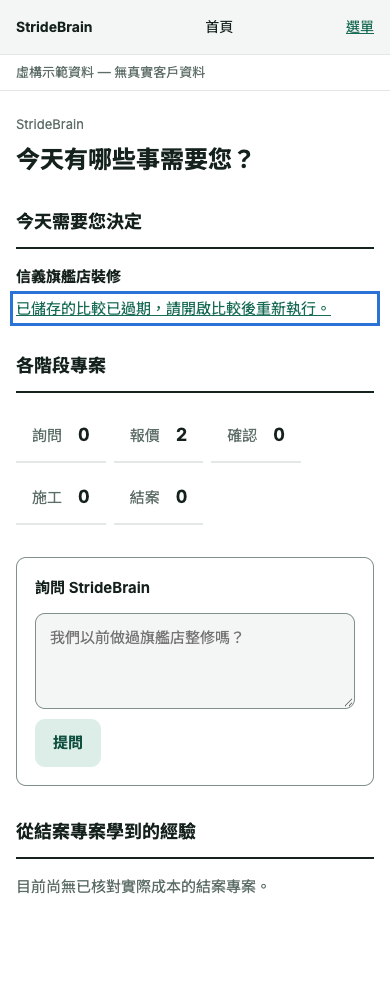 StrideBrain 首頁 選單
虛構示範資料 — 無真實客戶資料
StrideBrain
今天有哪些事需要您？
今天需要您決定
信義旗艦店裝修
已儲存的比較已過期，請開啟比較後重新執行。
各階段專案
詢問 0 報價 2 確認 0
施工 0 結案 0
詢問 StrideBrain
我們以前做過旗艦店整修嗎？
提問
從結案專案學到的經驗
目前尚無已核對實際成本的結案專案。